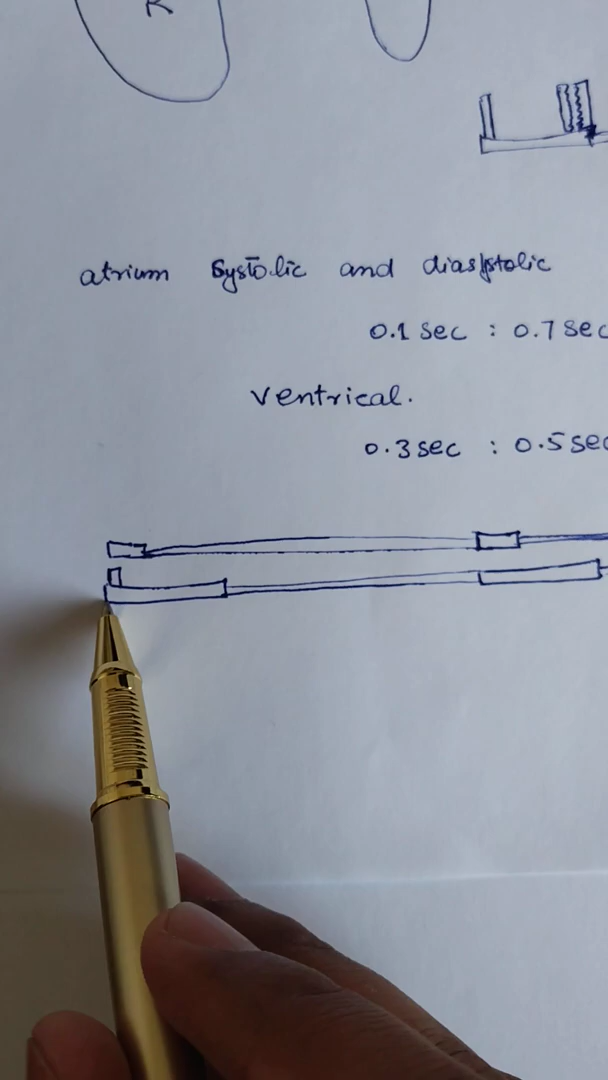 R
atrium Systolic and diasystolic
0.1 sec : 0.7 sec
Ventrical.
0.3 sec : 0.5 sec